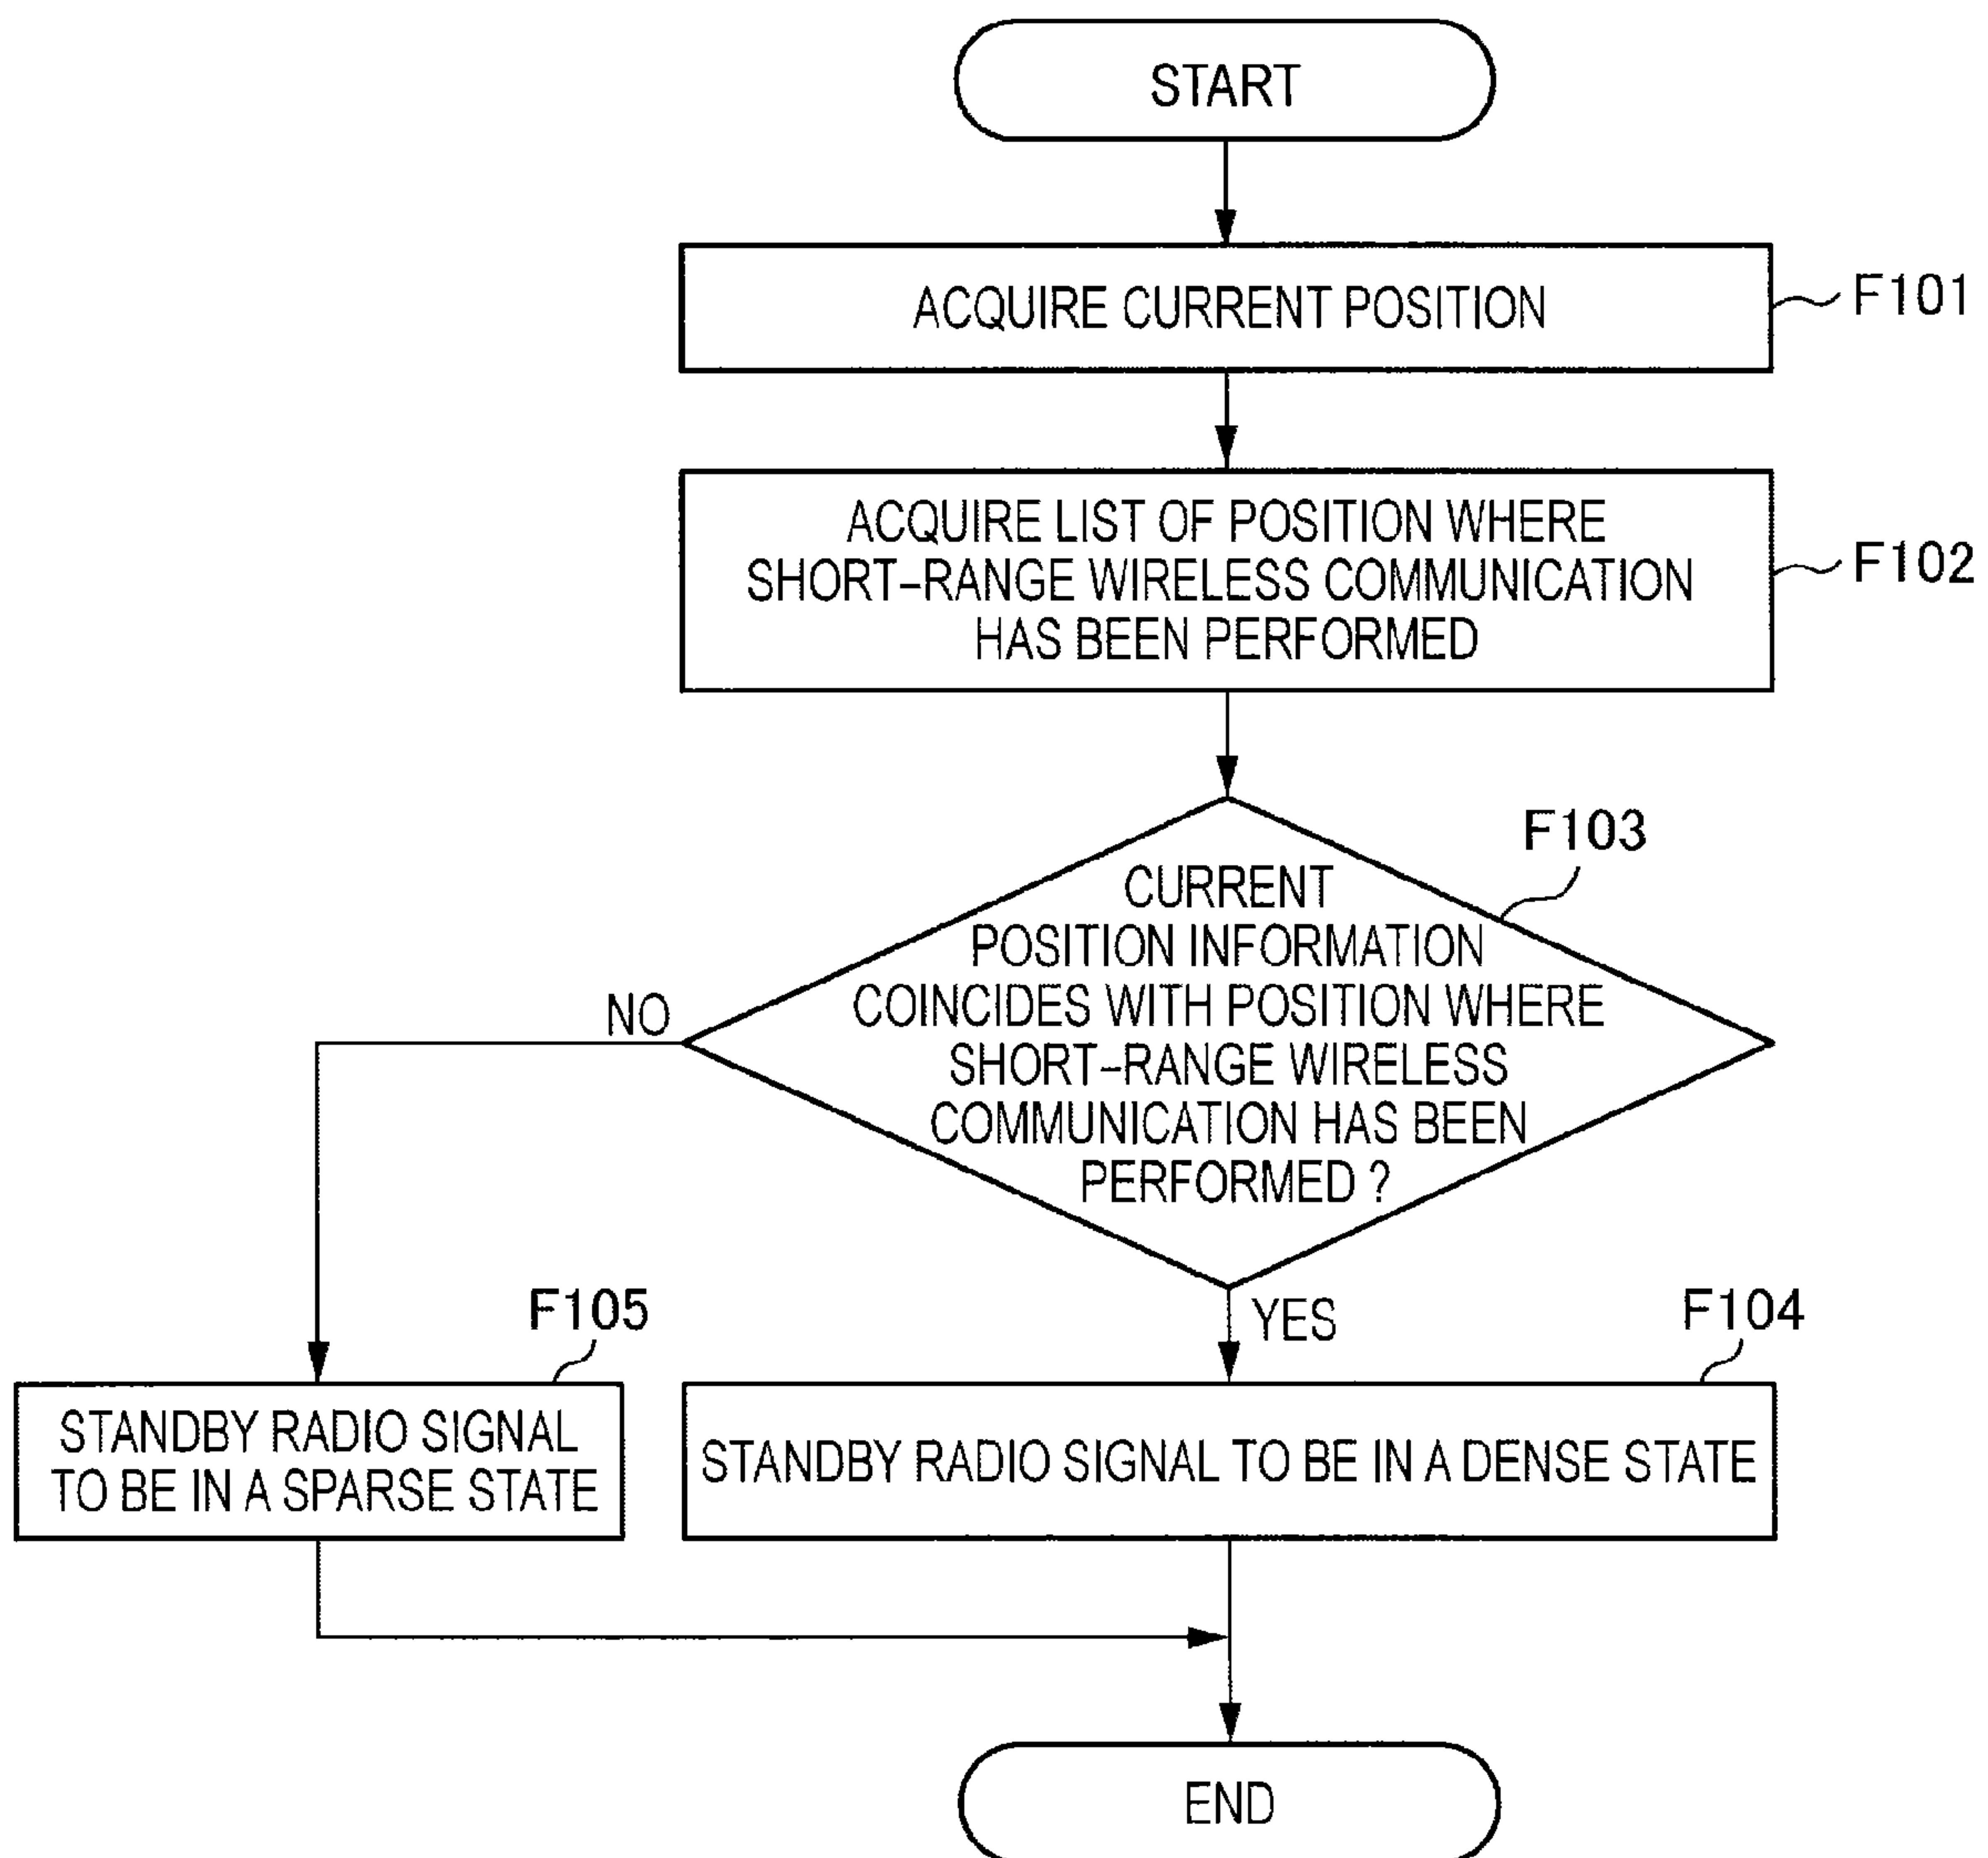 START
ACQUIRE CURRENT POSITION
F101
ACQUIRE LIST OF POSITION WHERE
SHORT-RANGE WIRELESS COMMUNICATION
HAS BEEN PERFORMED
F102
F103
CURRENT
POSITION INFORMATION
COINCIDES WITH POSITION WHERE
SHORT-RANGE WIRELESS
COMMUNICATION HAS BEEN
PERFORMED ?
NO
YES
F105
STANDBY RADIO SIGNAL
TO BE IN A SPARSE STATE
F104
STANDBY RADIO SIGNAL TO BE IN A DENSE STATE
END